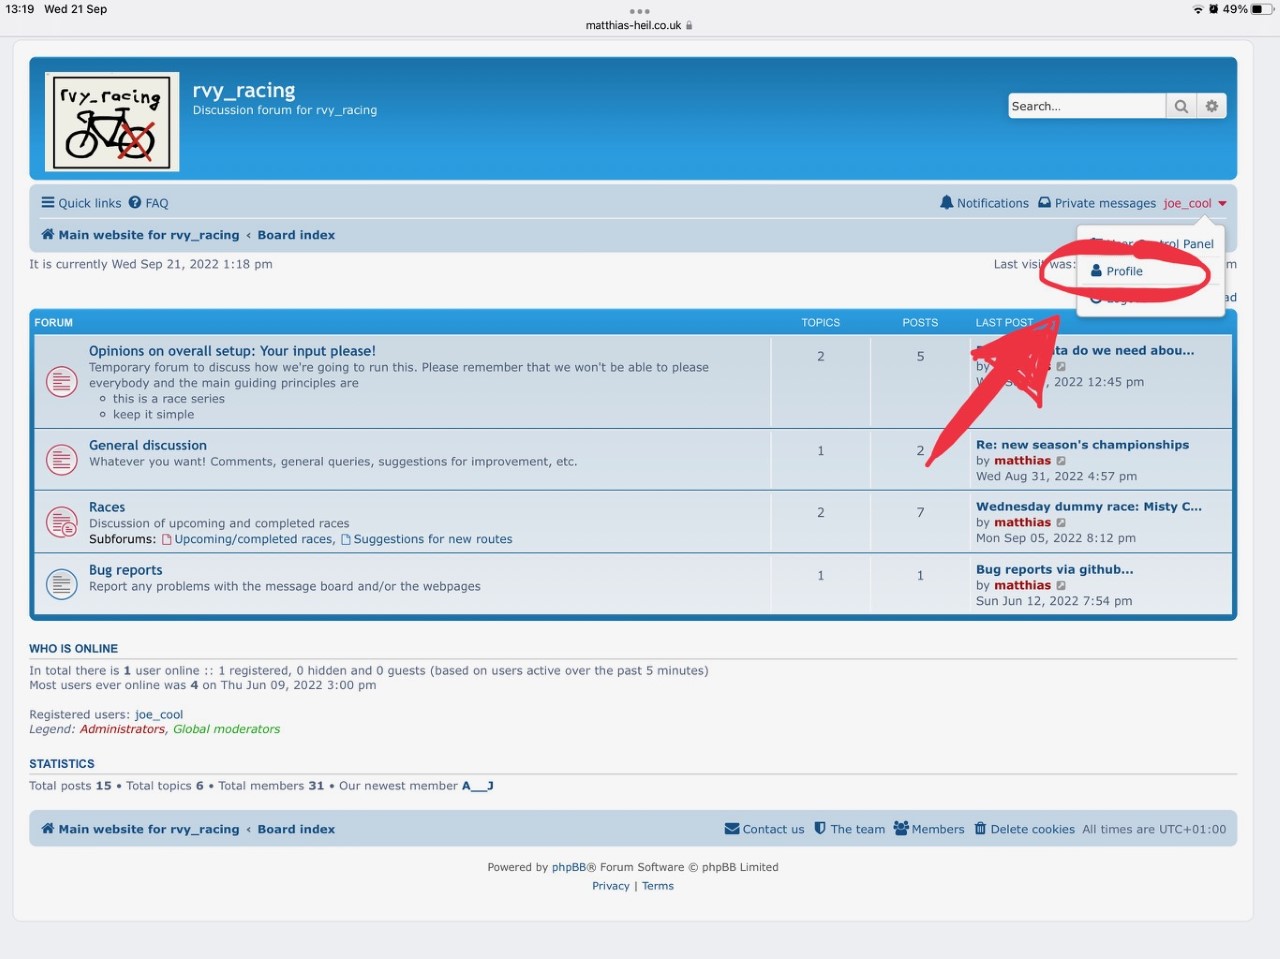 13:19 Wed 21 Sep
49%
matthias-heil.co.uk
rvy_racing
rvy_racing
Discussion forum for rvy_racing
Search...
Quick links FAQ
Notifications Private messages joe_cool
Main website for rvy_racing ‹ Board index
Control Panel
It is currently Wed Sep 21, 2022 1:18 pm
Last visit was:
Profile
FORUM TOPICS POSTS LAST POST
Opinions on overall setup: Your input please! 2 5 do we need abou...
Temporary forum to discuss how we're going to run this. Please remember that we won't be able to please by
everybody and the main guiding principles are , 2022 12:45 pm
this is a race series
keep it simple
General discussion 1 2 Re: new season's championships
Whatever you want! Comments, general queries, suggestions for improvement, etc. by matthias
Wed Aug 31, 2022 4:57 pm
Races 2 7 Wednesday dummy race: Misty C...
Discussion of upcoming and completed races by matthias
Subforums: Upcoming/completed races, Suggestions for new routes Mon Sep 05, 2022 8:12 pm
Bug reports 1 1 Bug reports via github...
Report any problems with the message board and/or the webpages by matthias
Sun Jun 12, 2022 7:54 pm
WHO IS ONLINE
In total there is 1 user online :: 1 registered, 0 hidden and 0 guests (based on users active over the past 5 minutes)
Most users ever online was 4 on Thu Jun 09, 2022 3:00 pm
Registered users: joe_cool
Legend: Administrators, Global moderators
STATISTICS
Total posts 15 • Total topics 6 • Total members 31 • Our newest member A__J
Main website for rvy_racing ‹ Board index
Contact us The team Members Delete cookies All times are UTC+01:00
Powered by phpBB® Forum Software © phpBB Limited
Privacy | Terms